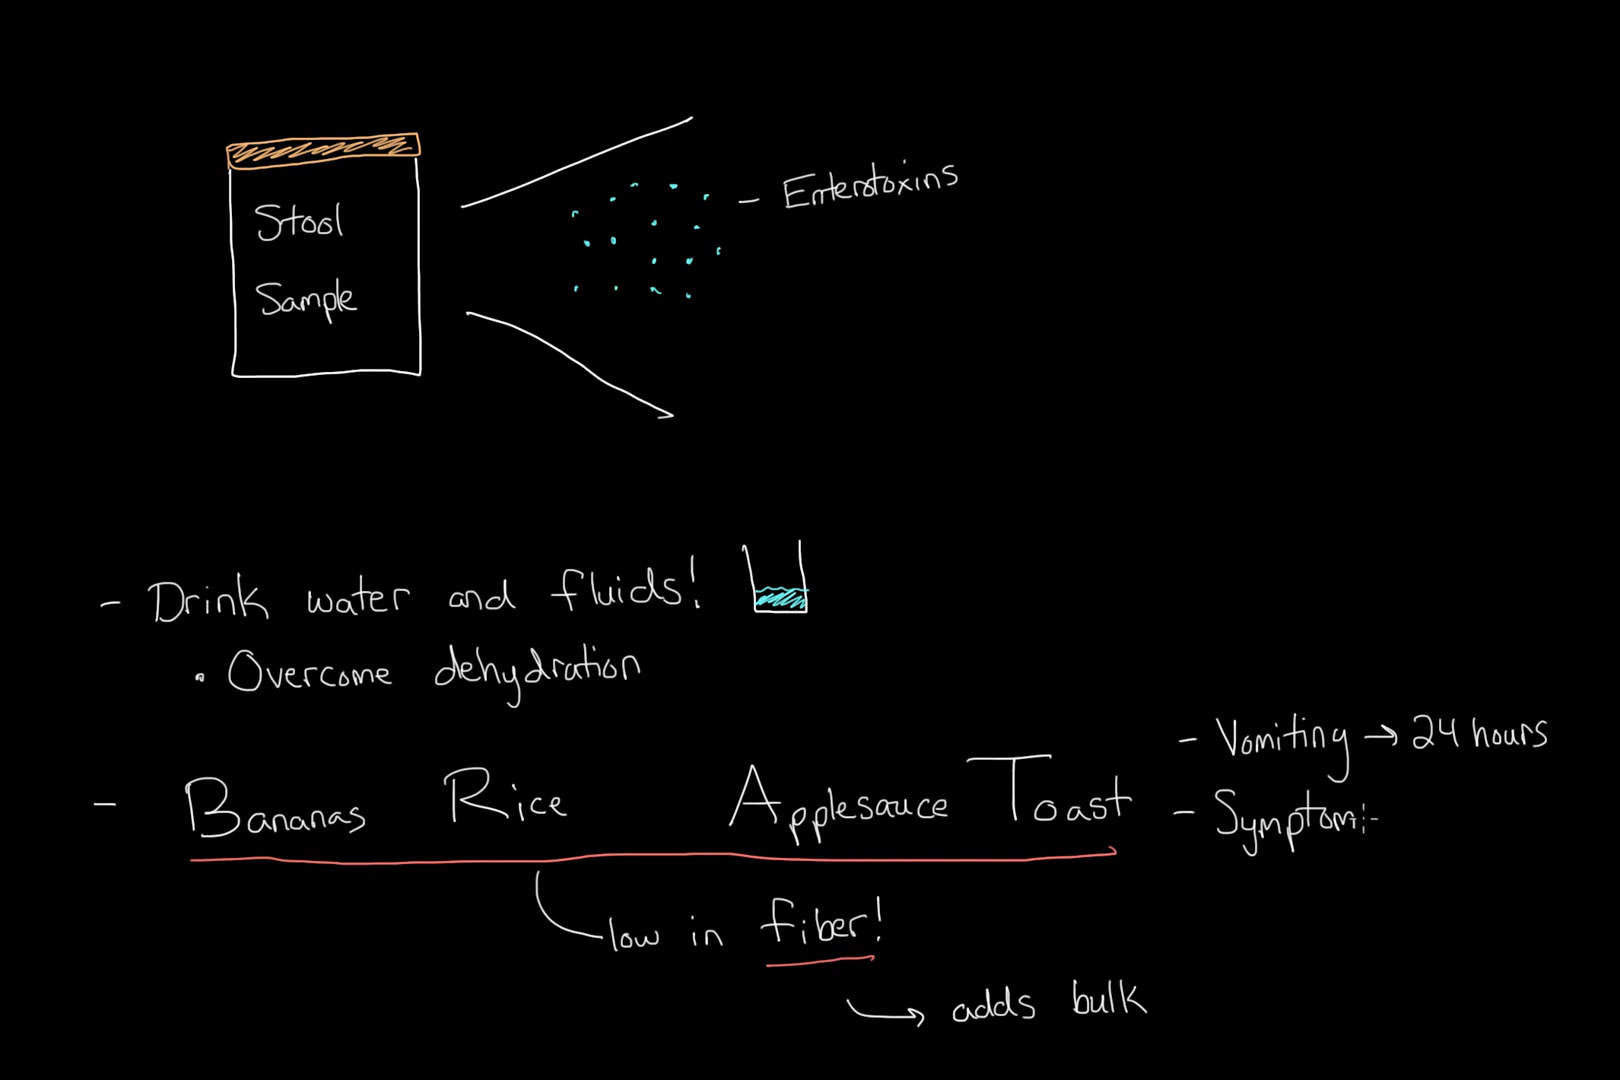 Stool
Sample
- Enterotoxins
- Drink water and fluids!
• Overcome dehydration
- Bananas Rice Applesauce Toast
- Vomiting → 24 hours
- Symptom
low in fiber!
→ adds bulk